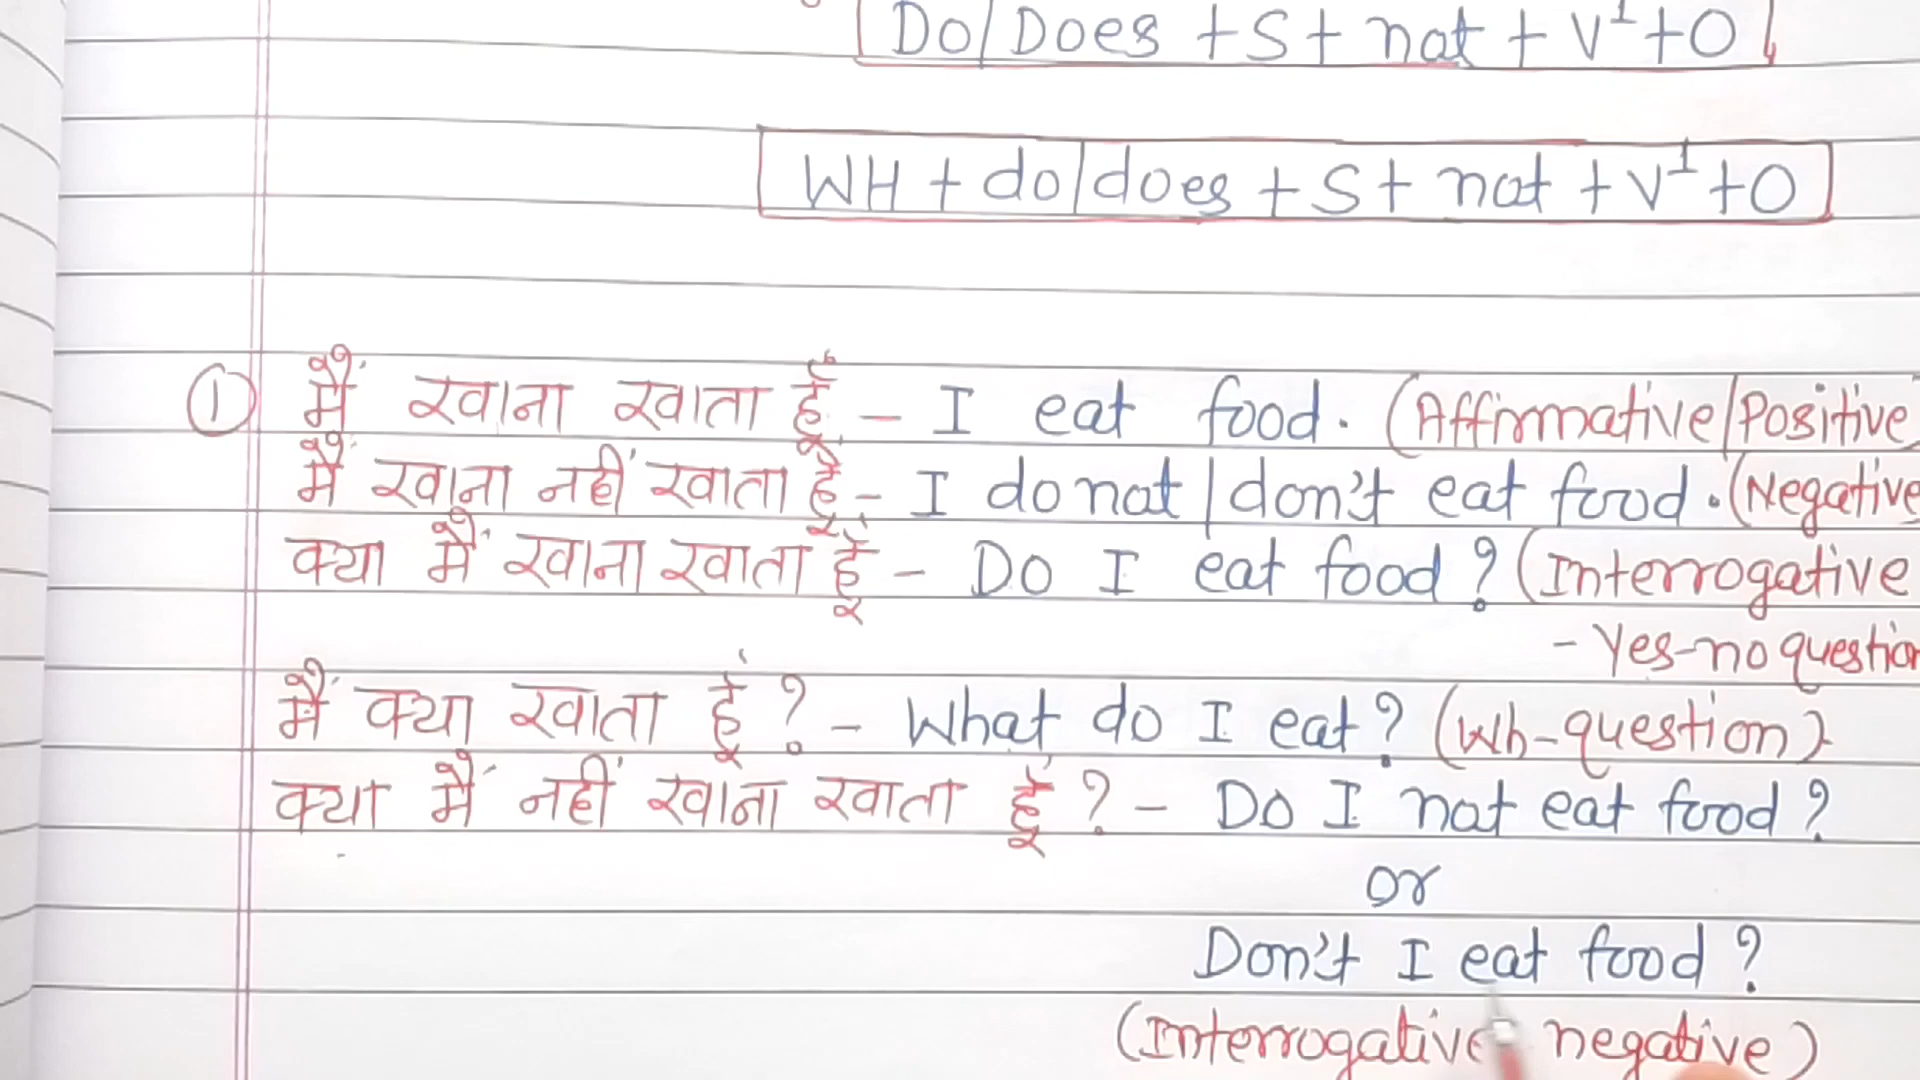 Do/Does + S + not + V¹ + O
WH + do/does + S + not + V¹ + O
① मैं खाना खाता हूँ – I eat food. (Affirmative/Positive
मैं खाना नहीं खाता हूँ – I do not/don't eat food. (Negative
क्या मैं खाना खाता हूँ – Do I eat food? (Interrogative
- Yes-no question
मैं क्या खाता हूँ? – What do I eat? (Wh-question)
क्या मैं नहीं खाना खाता हूँ? – Do I not eat food?
or
Don't I eat food?
(Interrogative negative)